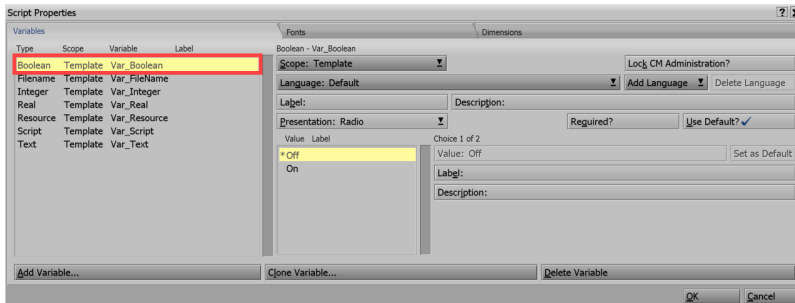 Script Properties ?
Variables Fonts Dimensions
Type Scope Variable Label
Boolean Template Var_Boolean
Filename Template Var_FileName
Integer Template Var_Integer
Real Template Var_Real
Resource Template Var_Resource
Script Template Var_Script
Text Template Var_Text
Boolean - Var_Boolean
Scope: Template
Lock CM Administration?
Language: Default
Add Language
Delete Language
Label:
Description:
Presentation: Radio
Required?
Use Default? ✓
Value Label
*Off
On
Choice 1 of 2
Value: Off
Set as Default
Label:
Description:
Add Variable...
Clone Variable...
Delete Variable
OK
Cancel